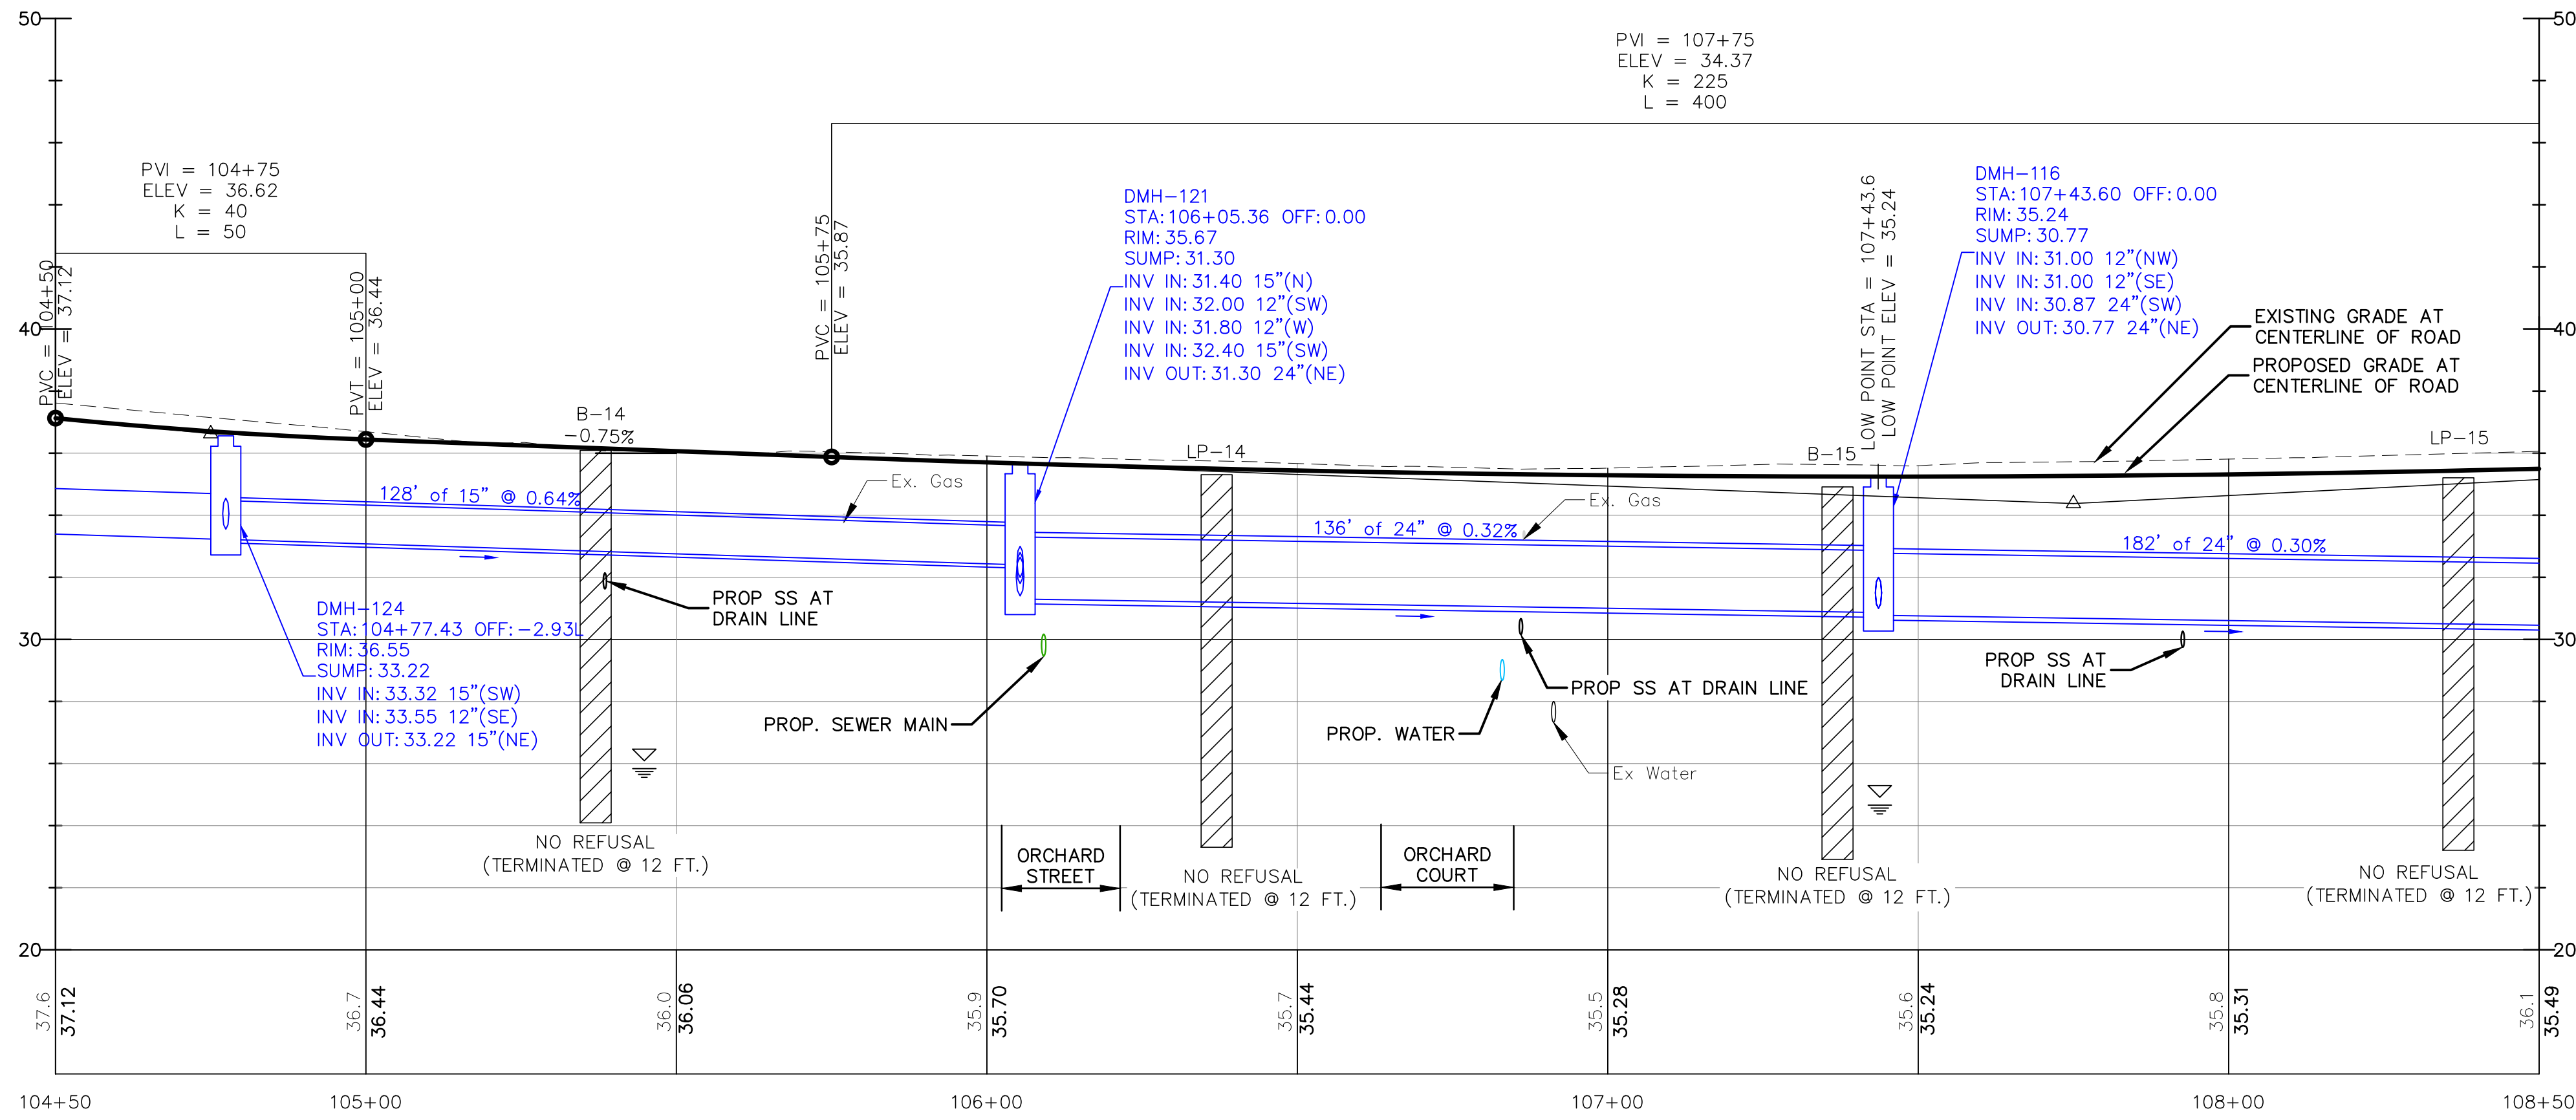 50
50
40
40
30
30
20
20
PVI = 104+75
ELEV = 36.62
K = 40
L = 50
PVC = 104+50
ELEV = 37.12
PVT = 105+00
ELEV = 36.44
PVC = 105+75
ELEV = 35.87
PVI = 107+75
ELEV = 34.37
K = 225
L = 400
LOW POINT STA = 107+43.6
LOW POINT ELEV = 35.24
DMH-121
STA: 106+05.36 OFF: 0.00
RIM: 35.67
SUMP: 31.30
INV IN: 31.40 15"(N)
INV IN: 32.00 12"(SW)
INV IN: 31.80 12"(W)
INV IN: 32.40 15"(SW)
INV OUT: 31.30 24"(NE)
DMH-116
STA: 107+43.60 OFF: 0.00
RIM: 35.24
SUMP: 30.77
INV IN: 31.00 12"(NW)
INV IN: 31.00 12"(SE)
INV IN: 30.87 24"(SW)
INV OUT: 30.77 24"(NE)
EXISTING GRADE AT
CENTERLINE OF ROAD
PROPOSED GRADE AT
CENTERLINE OF ROAD
B-14
-0.75%
LP-14
B-15
LP-15
128' of 15" @ 0.64%
Ex. Gas
136' of 24" @ 0.32%
Ex. Gas
182' of 24" @ 0.30%
DMH-124
STA: 104+77.43 OFF: -2.93L
RIM: 36.55
SUMP: 33.22
INV IN: 33.32 15"(SW)
INV IN: 33.55 12"(SE)
INV OUT: 33.22 15"(NE)
PROP SS AT
DRAIN LINE
PROP. SEWER MAIN
PROP. WATER
PROP SS AT DRAIN LINE
Ex Water
PROP SS AT
DRAIN LINE
NO REFUSAL
(TERMINATED @ 12 FT.)
ORCHARD
STREET
NO REFUSAL
(TERMINATED @ 12 FT.)
ORCHARD
COURT
NO REFUSAL
(TERMINATED @ 12 FT.)
NO REFUSAL
(TERMINATED @ 12 FT.)
37.6
37.12
36.7
36.44
36.0
36.06
35.9
35.70
35.7
35.44
35.5
35.28
35.6
35.24
35.8
35.31
36.1
35.49
104+50
105+00
106+00
107+00
108+00
108+50